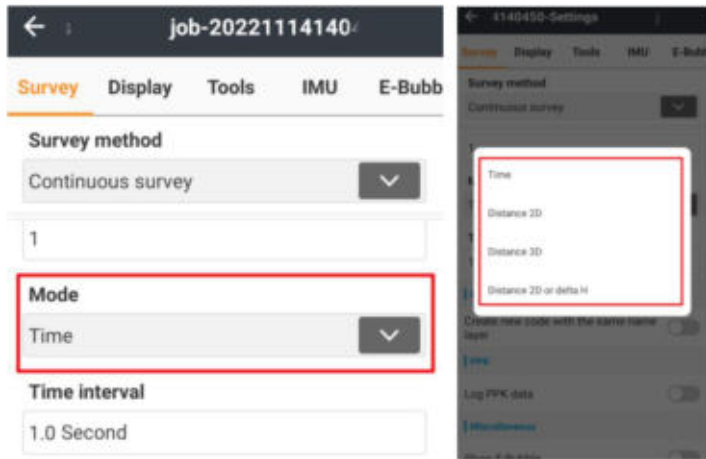 job-20221114140
Survey Display Tools IMU E-Bubb
Survey method
Continuous survey
1
Mode
Time
Time interval
1.0 Second
4140450-Settings
Survey Display Tools IMU E-Bubb
Survey method
Continuous survey
Time
Distance 2D
Distance 3D
Distance 2D or delta H
Create new code with the same name
layer
PPK
Log PPK data
Miscellaneous